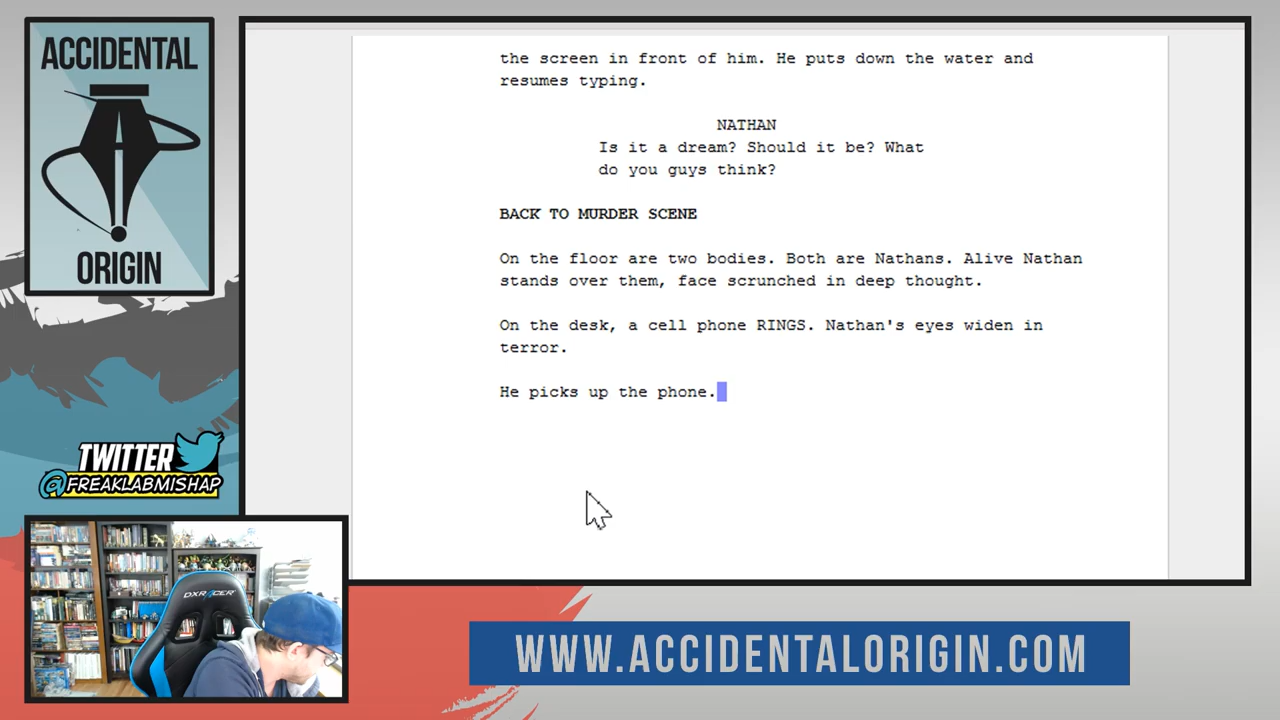 ACCIDENTAL
ORIGIN
the screen in front of him. He puts down the water and
resumes typing.
NATHAN
Is it a dream? Should it be? What
do you guys think?
BACK TO MURDER SCENE
On the floor are two bodies. Both are Nathans. Alive Nathan
stands over them, face scrunched in deep thought.
On the desk, a cell phone RINGS. Nathan's eyes widen in
terror.
He picks up the phone.
TWITTER
@FREAKLABMISHAP
DXRACER
WWW.ACCIDENTALORIGIN.COM